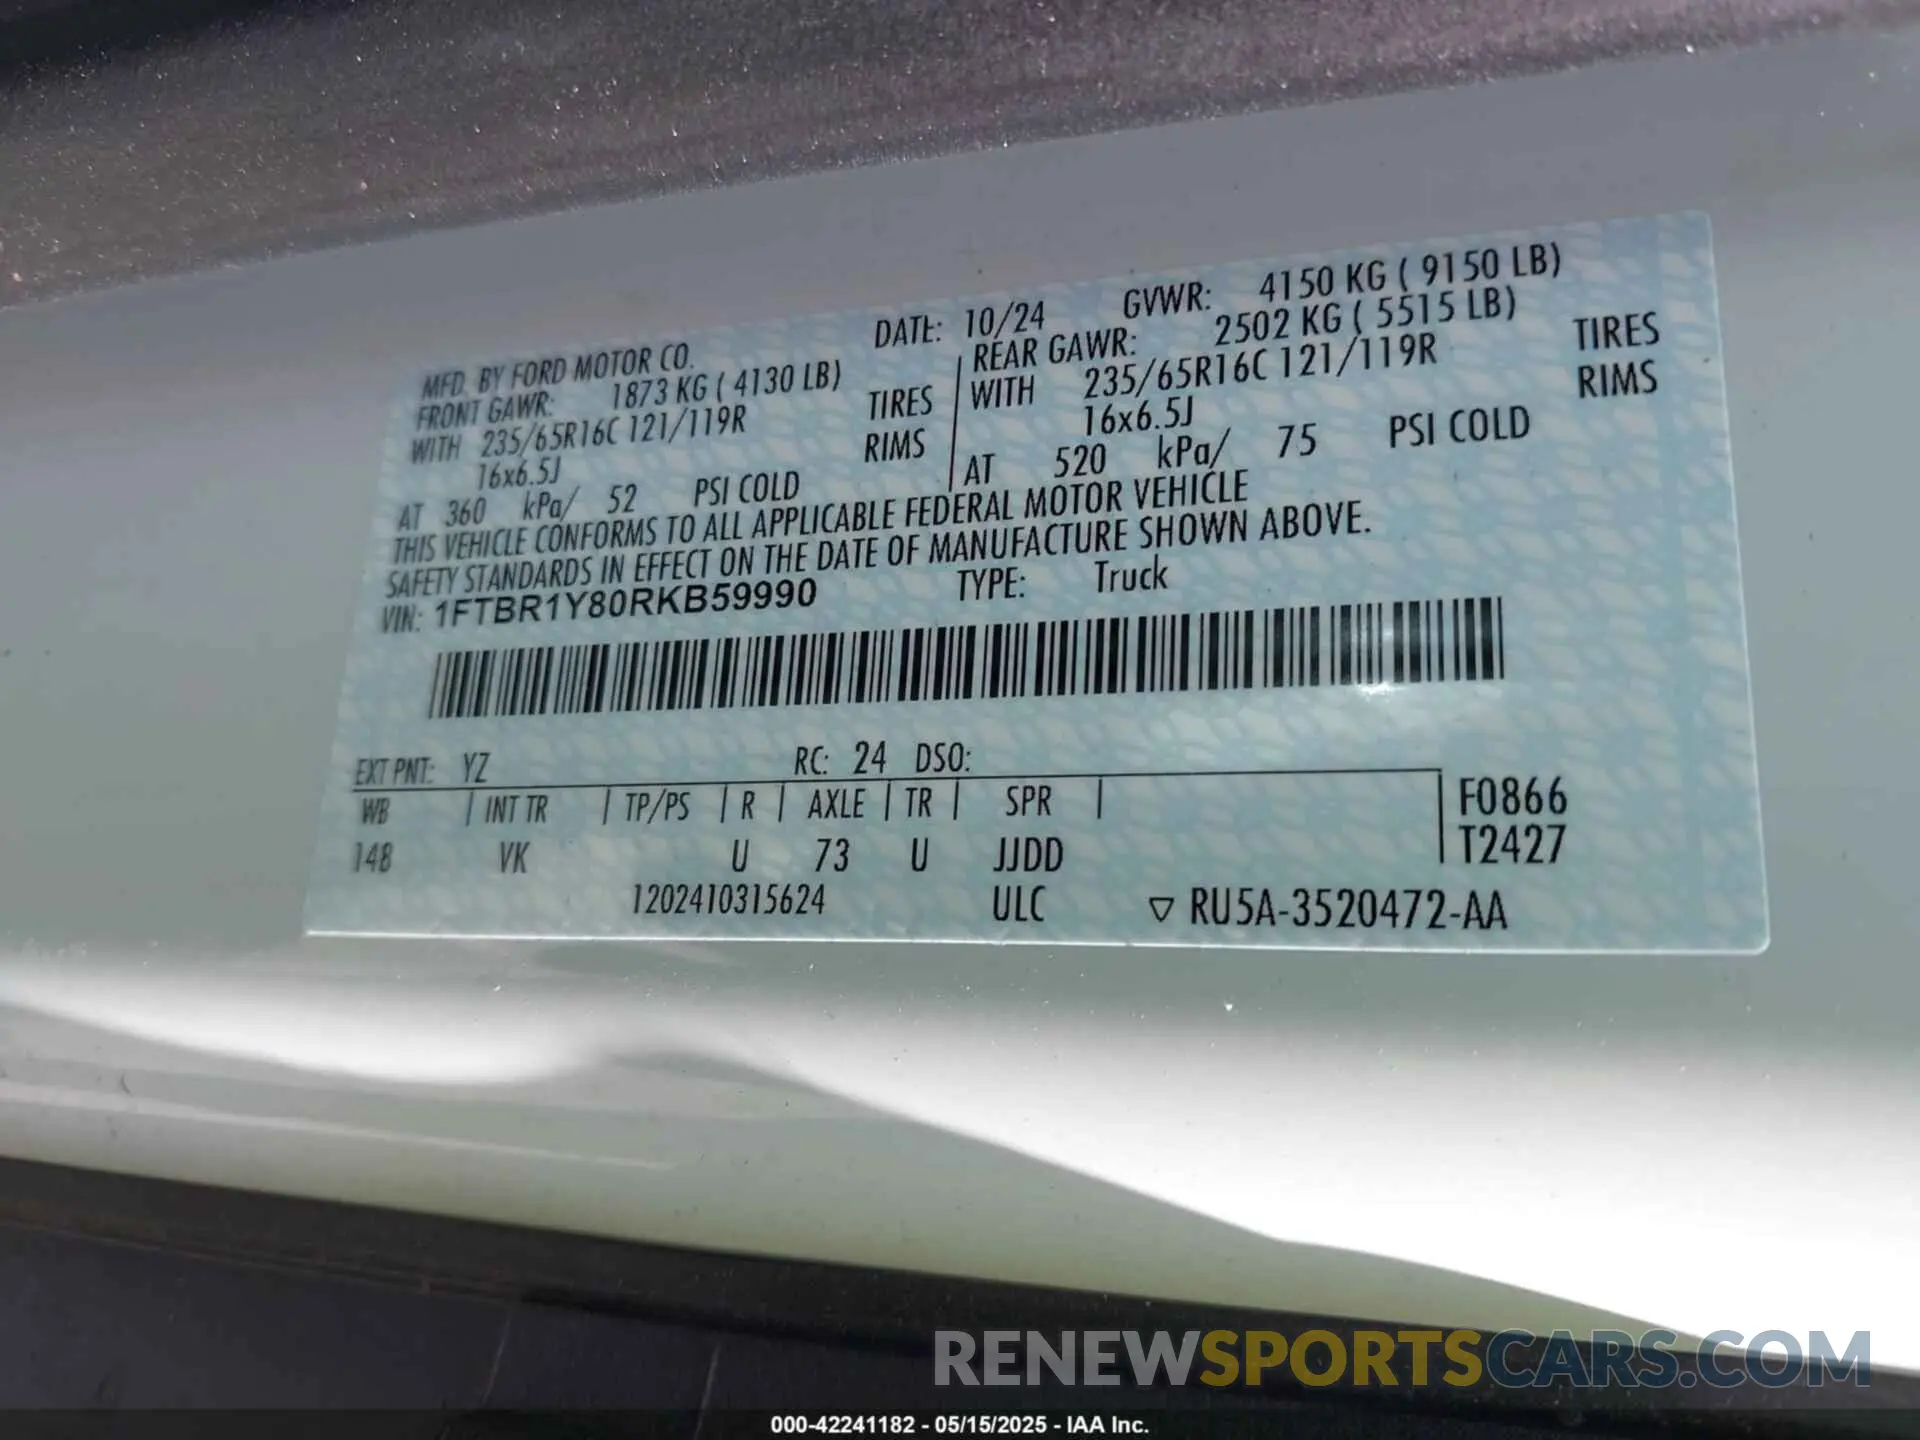 MFD. BY FORD MOTOR CO. DATE: 10/24 GVWR: 4150 KG ( 9150 LB)
FRONT GAWR: 1873 KG ( 4130 LB) REAR GAWR: 2502 KG ( 5515 LB)
WITH 235/65R16C 121/119R TIRES WITH 235/65R16C 121/119R TIRES
16x6.5J RIMS 16x6.5J RIMS
AT 360 kPa/ 52 PSI COLD AT 520 kPa/ 75 PSI COLD
THIS VEHICLE CONFORMS TO ALL APPLICABLE FEDERAL MOTOR VEHICLE
SAFETY STANDARDS IN EFFECT ON THE DATE OF MANUFACTURE SHOWN ABOVE.
VIN: 1FTBR1Y80RKB59990 TYPE: Truck
EXT PNT: YZ RC: 24 DSO:
WB | INT TR | TP/PS | R | AXLE | TR | SPR | F0866
148 VK U 73 U JJDD T2427
1202410315624 ULC ▽ RU5A-3520472-AA
RENEWSPORTSCARS.COM
000-42241182 - 05/15/2025 - IAA Inc.